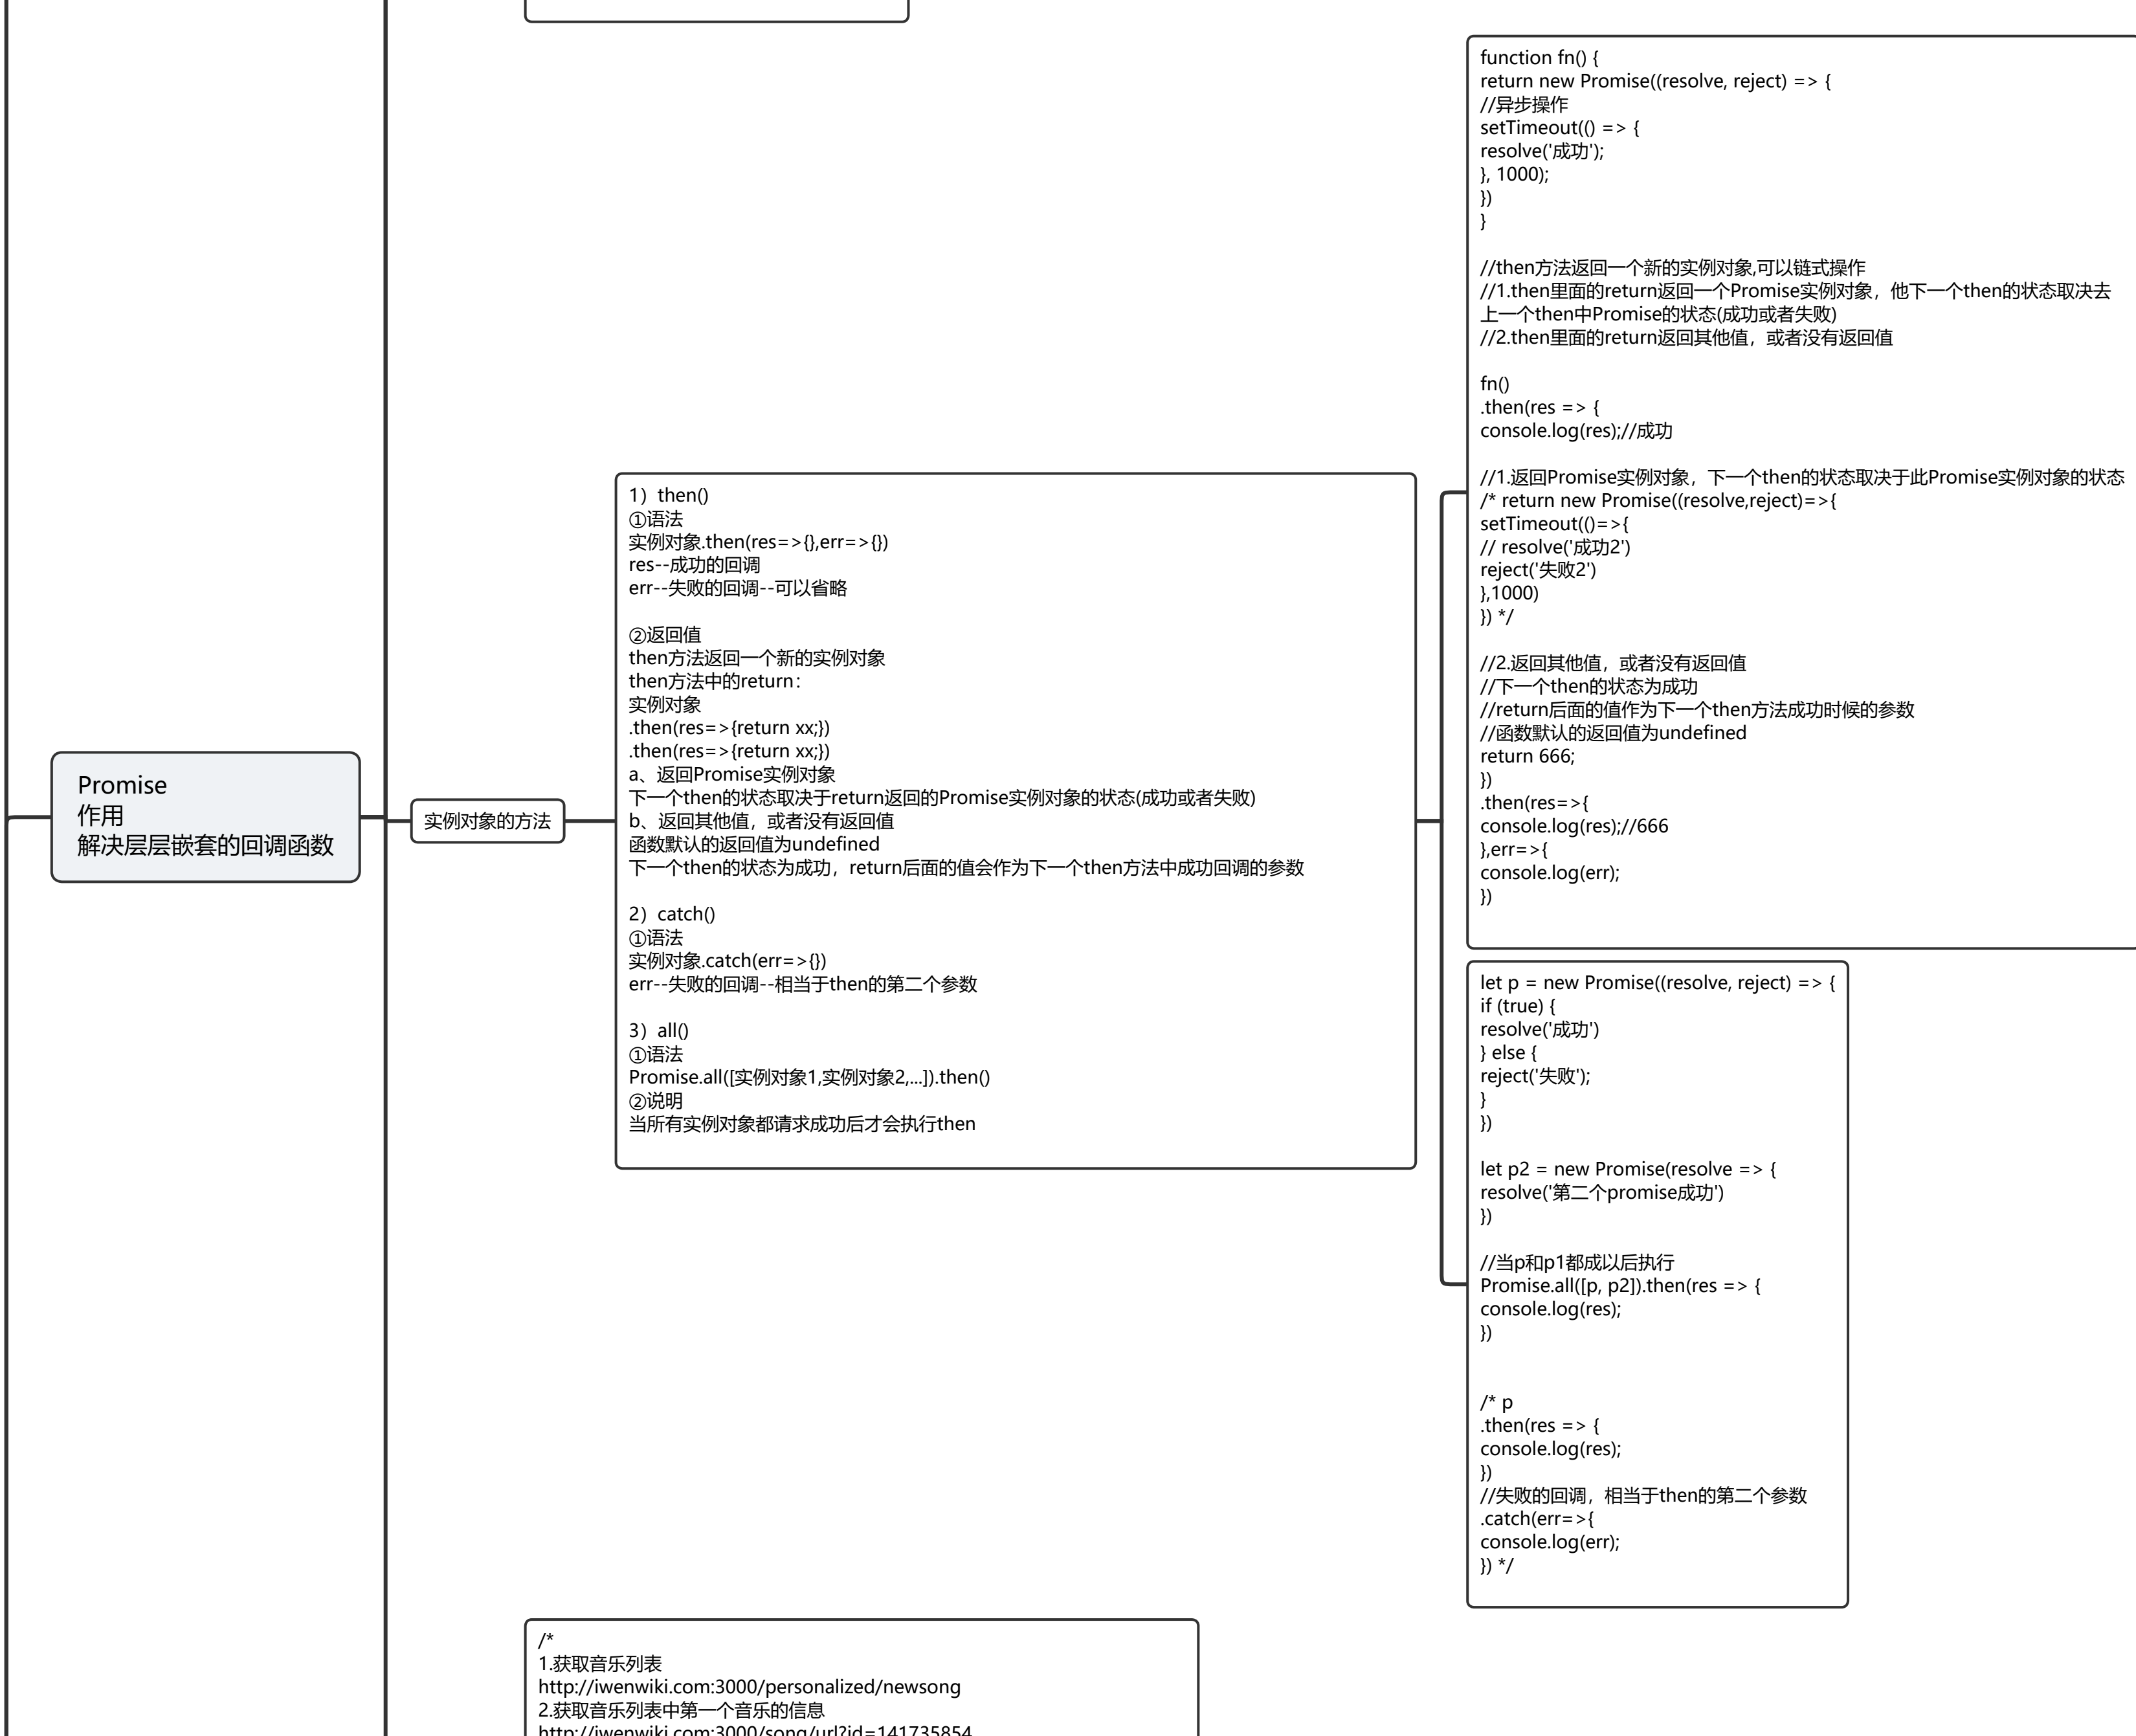 Promise
作用
解决层层嵌套的回调函数
实例对象的方法
1）then()
①语法
实例对象.then(res=>{},err=>{})
res--成功的回调
err--失败的回调--可以省略
②返回值
then方法返回一个新的实例对象
then方法中的return：
实例对象
.then(res=>{return xx;})
.then(res=>{return xx;})
a、返回Promise实例对象
下一个then的状态取决于return返回的Promise实例对象的状态(成功或者失败)
b、返回其他值，或者没有返回值
函数默认的返回值为undefined
下一个then的状态为成功，return后面的值会作为下一个then方法中成功回调的参数
2）catch()
①语法
实例对象.catch(err=>{})
err--失败的回调--相当于then的第二个参数
3）all()
①语法
Promise.all([实例对象1,实例对象2,...]).then()
②说明
当所有实例对象都请求成功后才会执行then
function fn() {
return new Promise((resolve, reject) => {
//异步操作
setTimeout(() => {
resolve('成功');
}, 1000);
})
}
//then方法返回一个新的实例对象,可以链式操作
//1.then里面的return返回一个Promise实例对象，他下一个then的状态取决去
上一个then中Promise的状态(成功或者失败)
//2.then里面的return返回其他值，或者没有返回值
fn()
.then(res => {
console.log(res);//成功
//1.返回Promise实例对象，下一个then的状态取决于此Promise实例对象的状态
/* return new Promise((resolve,reject)=>{
setTimeout(()=>{
// resolve('成功2')
reject('失败2')
},1000)
}) */
//2.返回其他值，或者没有返回值
//下一个then的状态为成功
//return后面的值作为下一个then方法成功时候的参数
//函数默认的返回值为undefined
return 666;
})
.then(res=>{
console.log(res);//666
},err=>{
console.log(err);
})
let p = new Promise((resolve, reject) => {
if (true) {
resolve('成功')
} else {
reject('失败');
}
})
let p2 = new Promise(resolve => {
resolve('第二个promise成功')
})
//当p和p1都成以后执行
Promise.all([p, p2]).then(res => {
console.log(res);
})
/* p
.then(res => {
console.log(res);
})
//失败的回调，相当于then的第二个参数
.catch(err=>{
console.log(err);
}) */
/*
1.获取音乐列表
http://iwenwiki.com:3000/personalized/newsong
2.获取音乐列表中第一个音乐的信息
http://iwenwiki.com:3000/song/url?id=141735854